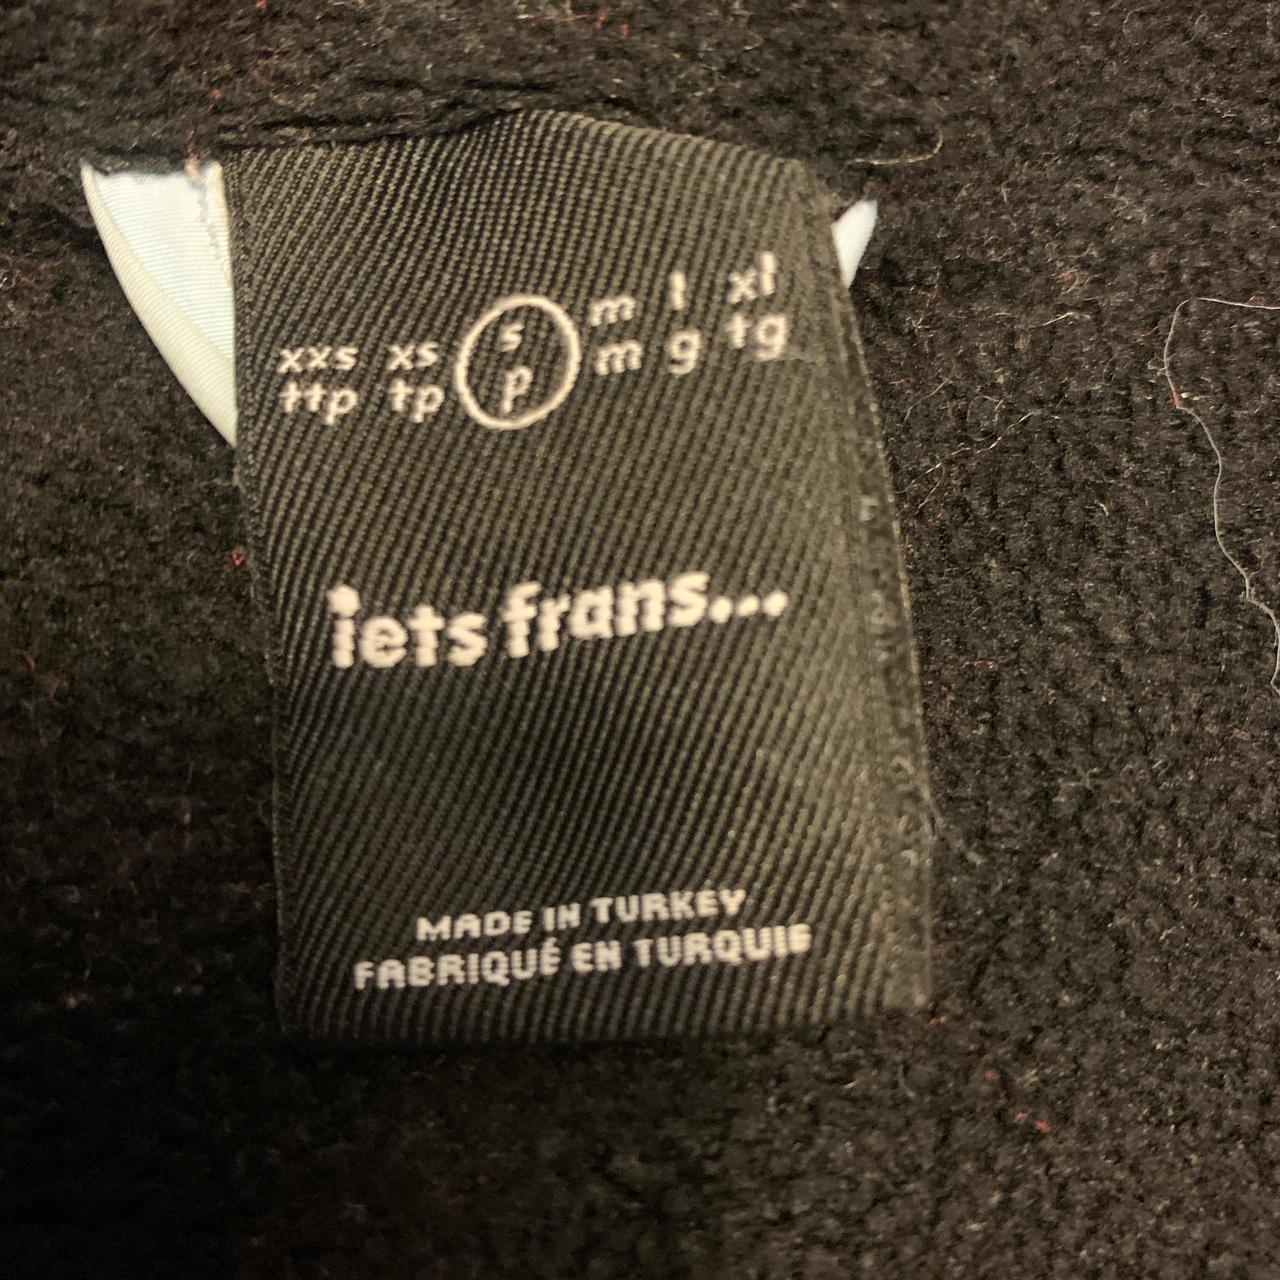 xxs xs s m l xl
ttp tp p m g tg
iets frans...
MADE IN TURKEY
FABRIQUÉ EN TURQUIE